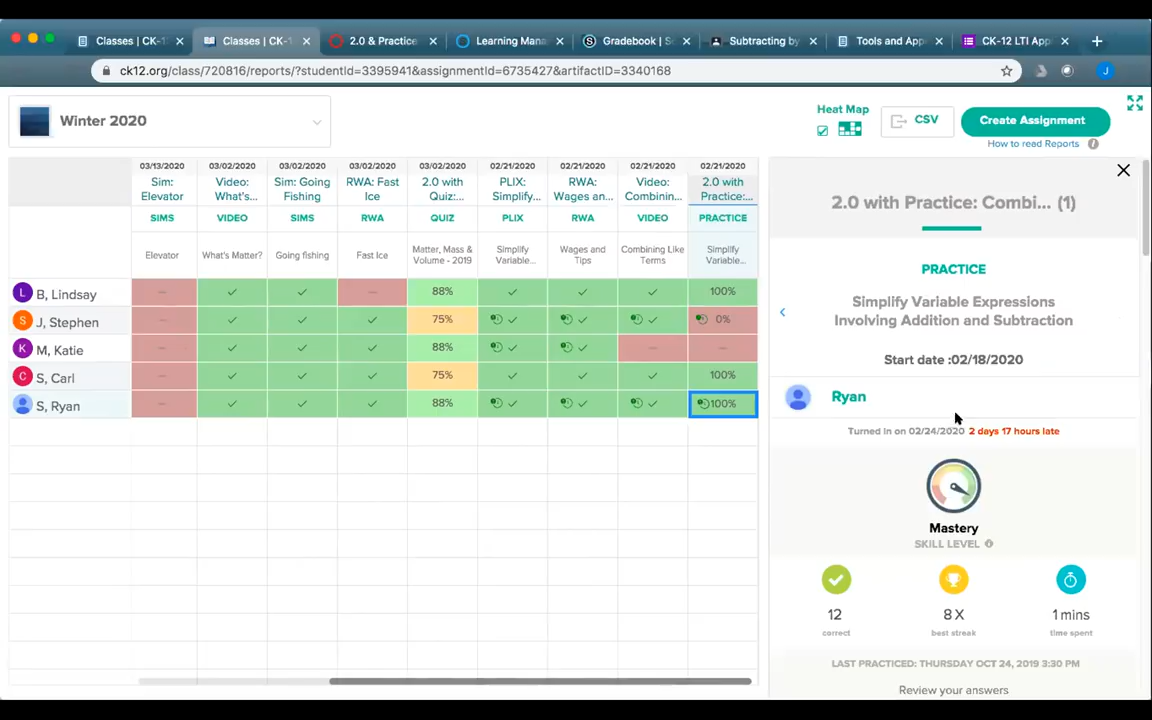 Classes | CK-1
Classes | CK-1
2.0 & Practice
Learning Man
Gradebook | S
Subtracting by
Tools and App
CK-12 LTI App
ck12.org/class/720816/reports/?studentId=3395941&assignmentId=6735427&artifactID=3340168
J
Winter 2020
Heat Map
CSV
Create Assignment
How to read Reports
03/13/2020 03/02/2020 03/02/2020 03/02/2020 03/02/2020 02/21/2020 02/21/2020 02/21/2020 02/21/2020
Sim: Video: Sim: Going RWA: Fast 2.0 with PLIX: RWA: Video: 2.0 with
Elevator What's... Fishing Ice Quiz:... Simplify... Wages an... Combinin... Practice:...
SIMS VIDEO SIMS RWA QUIZ PLIX RWA VIDEO PRACTICE
Elevator What's Matter? Going fishing Fast Ice Matter, Mass & Volume - 2019 Simplify Variable... Wages and Tips Combining Like Terms Simplify Variable...
L B, Lindsay 88% 100%
S J, Stephen 75% 0%
K M, Katie 88%
C S, Carl 75% 100%
S, Ryan 88% 100%
2.0 with Practice: Combi... (1)
PRACTICE
Simplify Variable Expressions
Involving Addition and Subtraction
Start date :02/18/2020
Ryan
Turned in on 02/24/2020 2 days 17 hours late
Mastery
SKILL LEVEL
12 8 X 1 mins
correct best streak time spent
LAST PRACTICED: THURSDAY OCT 24, 2019 3:30 PM
Review your answers